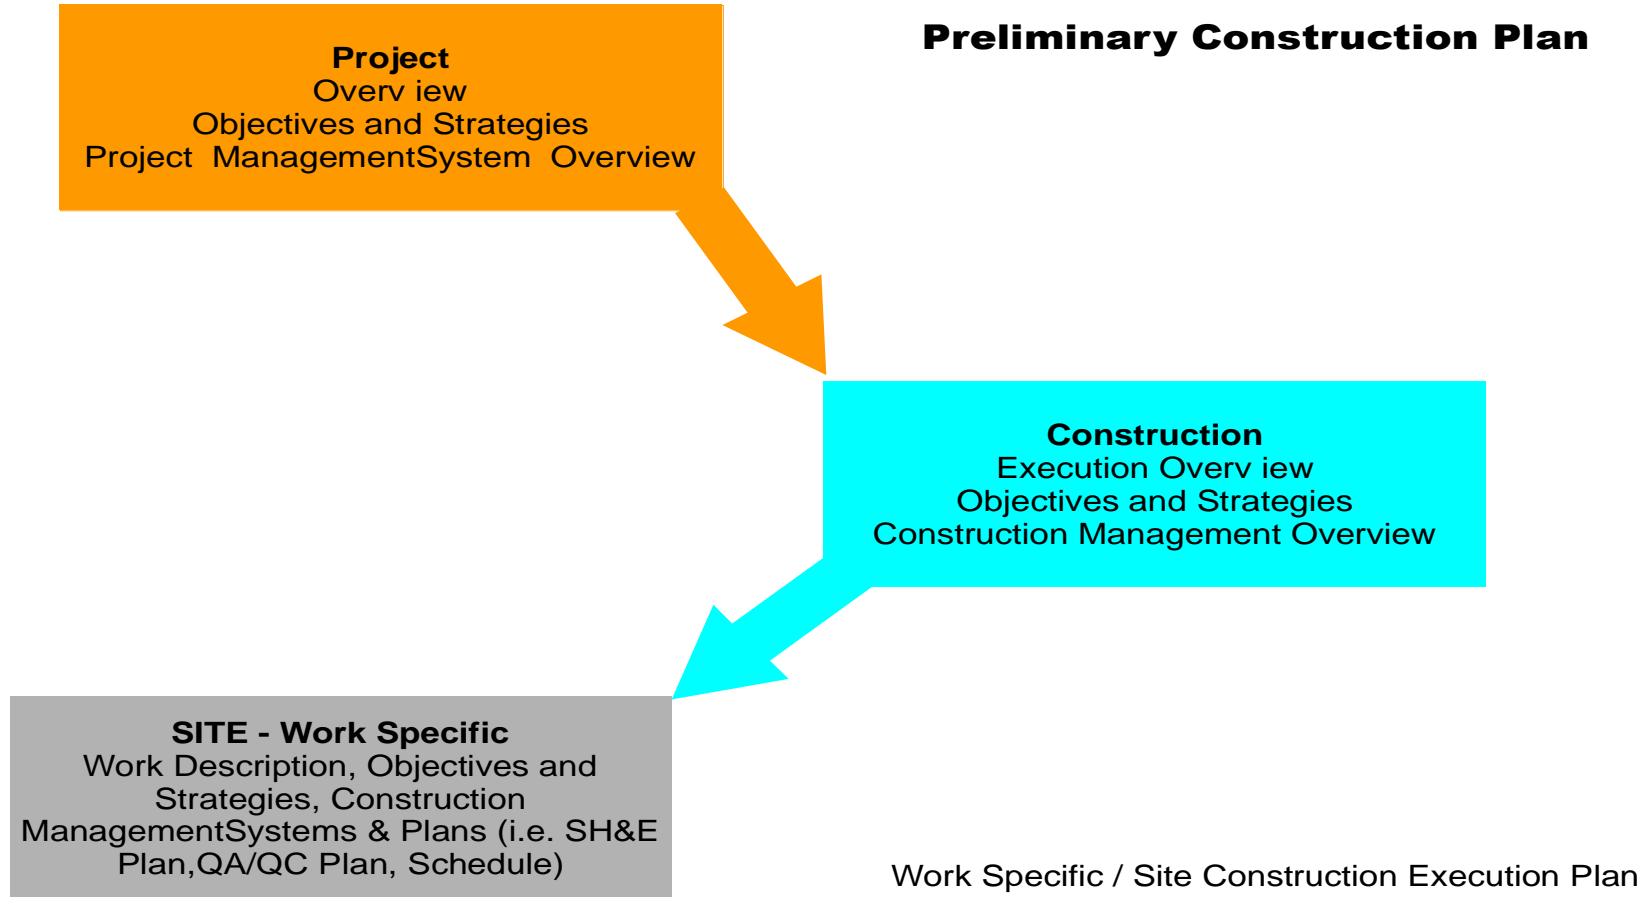 Preliminary Construction Plan
Project
Overv iew
Objectives and Strategies
Project  ManagementSystem  Overview
Construction
Execution Overv iew
Objectives and Strategies
Construction Management Overview
SITE - Work Specific
Work Description, Objectives and
Strategies, Construction
ManagementSystems & Plans (i.e. SH&E
Plan,QA/QC Plan, Schedule)
Work Specific / Site Construction Execution Plan